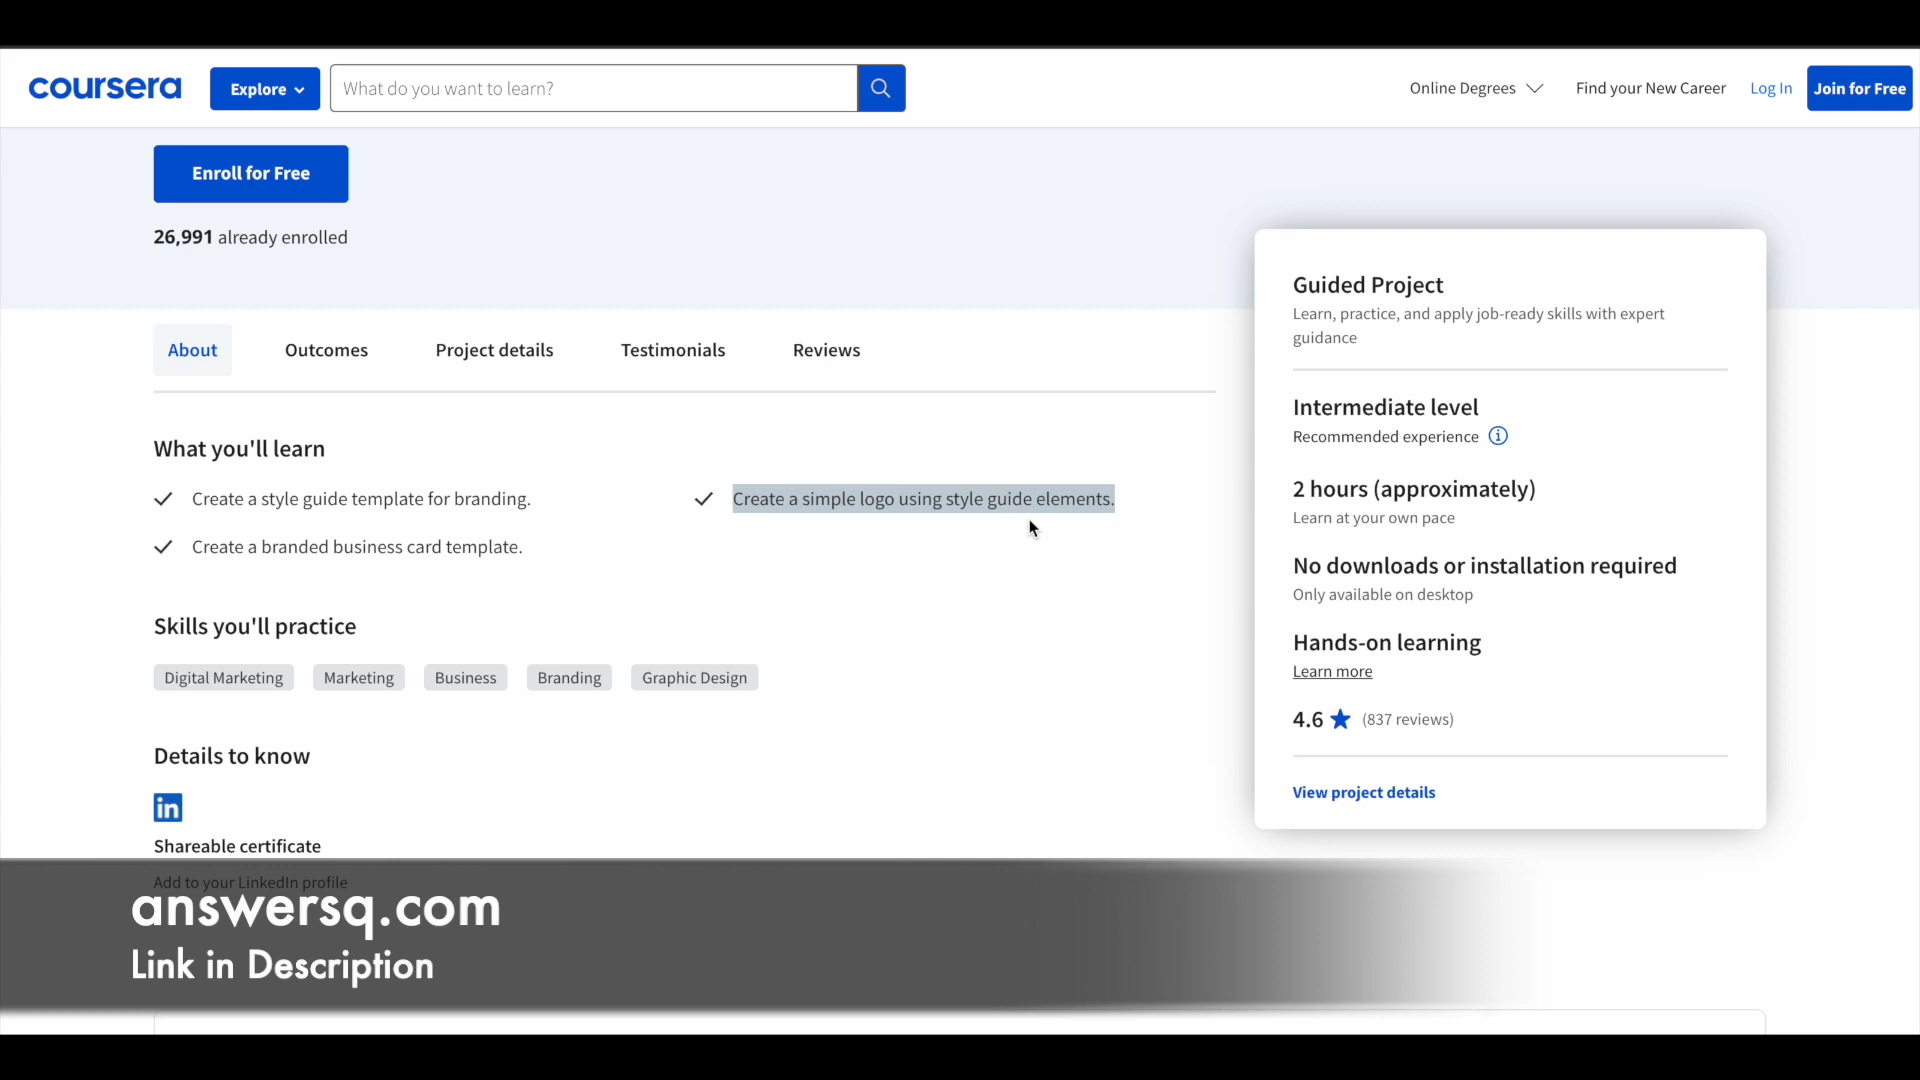 coursera
Explore
What do you want to learn?
Online Degrees
Find your New Career
Log In
Join for Free
Enroll for Free
26,991 already enrolled
About
Outcomes
Project details
Testimonials
Reviews
What you'll learn
Create a style guide template for branding.
Create a simple logo using style guide elements.
Create a branded business card template.
Skills you'll practice
Digital Marketing
Marketing
Business
Branding
Graphic Design
Details to know
in
Shareable certificate
Add to your LinkedIn profile
Guided Project
Learn, practice, and apply job-ready skills with expert
guidance
Intermediate level
Recommended experience
2 hours (approximately)
Learn at your own pace
No downloads or installation required
Only available on desktop
Hands-on learning
Learn more
4.6 ★ (837 reviews)
View project details
answersq.com
Link in Description